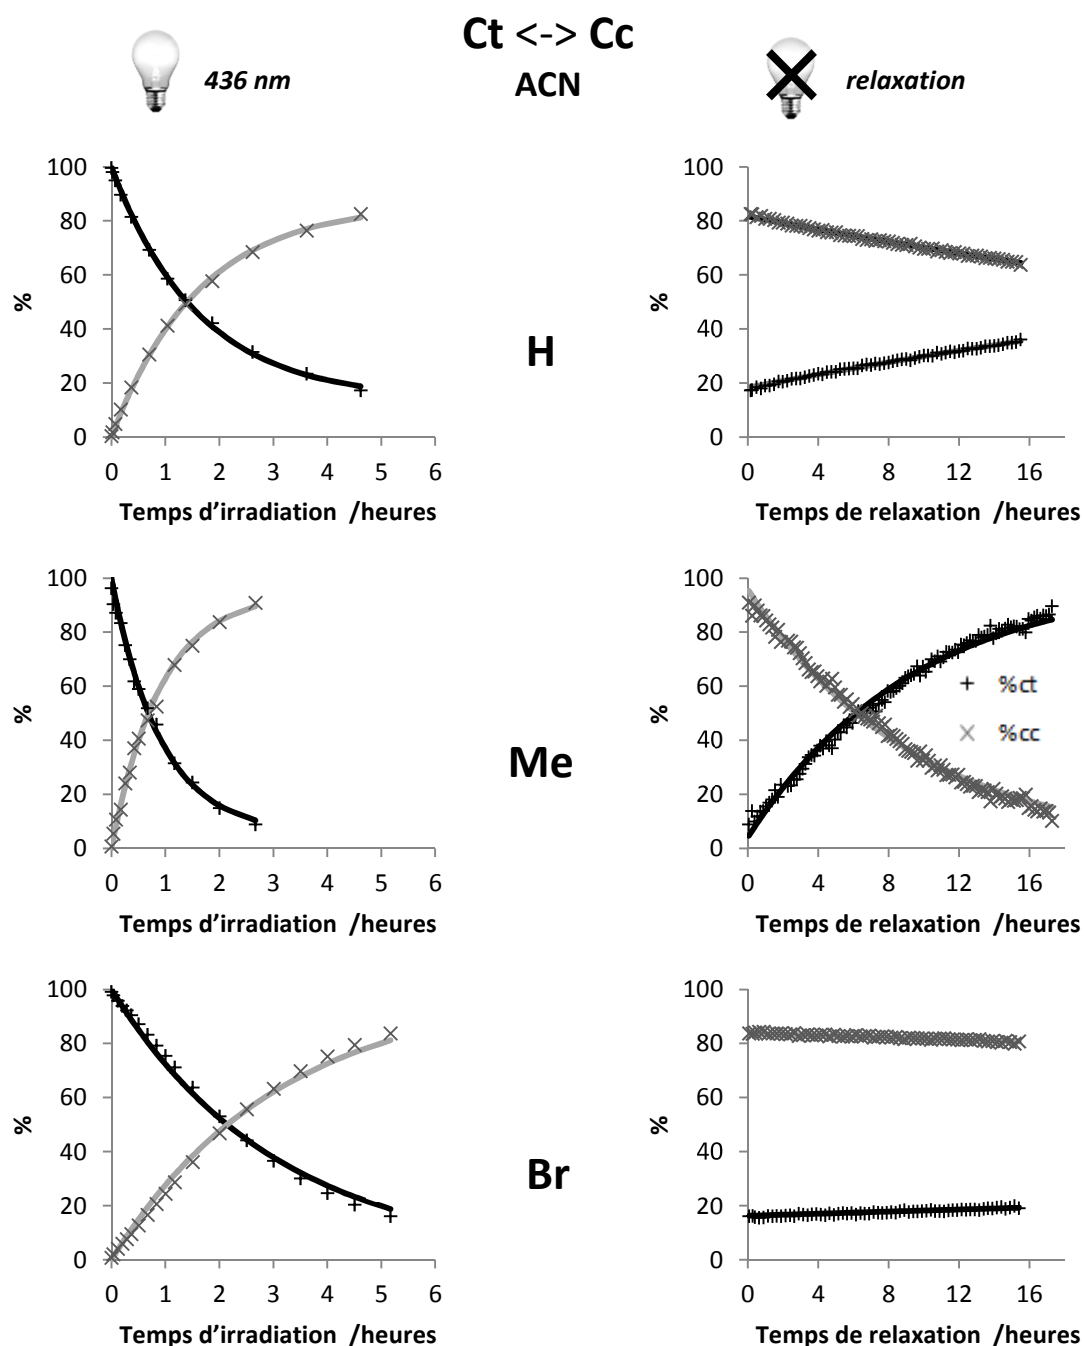 Ct <-> Cc
436 nm
ACN
relaxation
100
80
60
40
20
0
%
0 1 2 3 4 5 6
Temps d’irradiation /heures
H
100
80
60
40
20
0
%
0 4 8 12 16
Temps de relaxation /heures
100
80
60
40
20
0
%
0 1 2 3 4 5 6
Temps d’irradiation /heures
Me
100
80
60
40
20
0
%
%ct
%cc
0 4 8 12 16
Temps de relaxation /heures
100
80
60
40
20
0
%
0 1 2 3 4 5 6
Temps d’irradiation /heures
Br
100
80
60
40
20
0
%
0 4 8 12 16
Temps de relaxation /heures